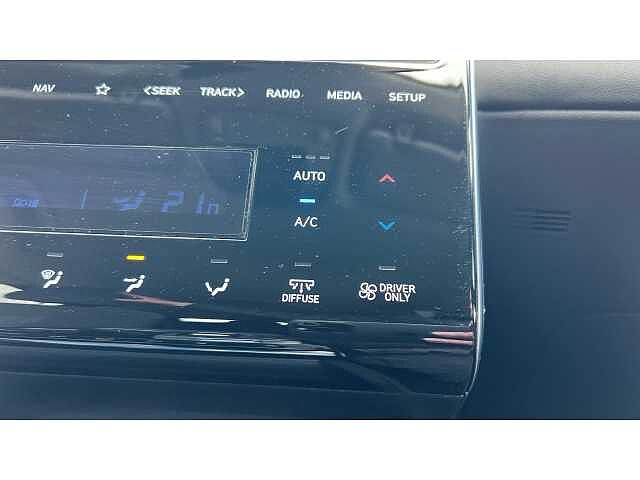 NAV ☆ <SEEK TRACK> RADIO MEDIA SETUP
AUTO
A/C
DIFFUSE
DRIVER
ONLY